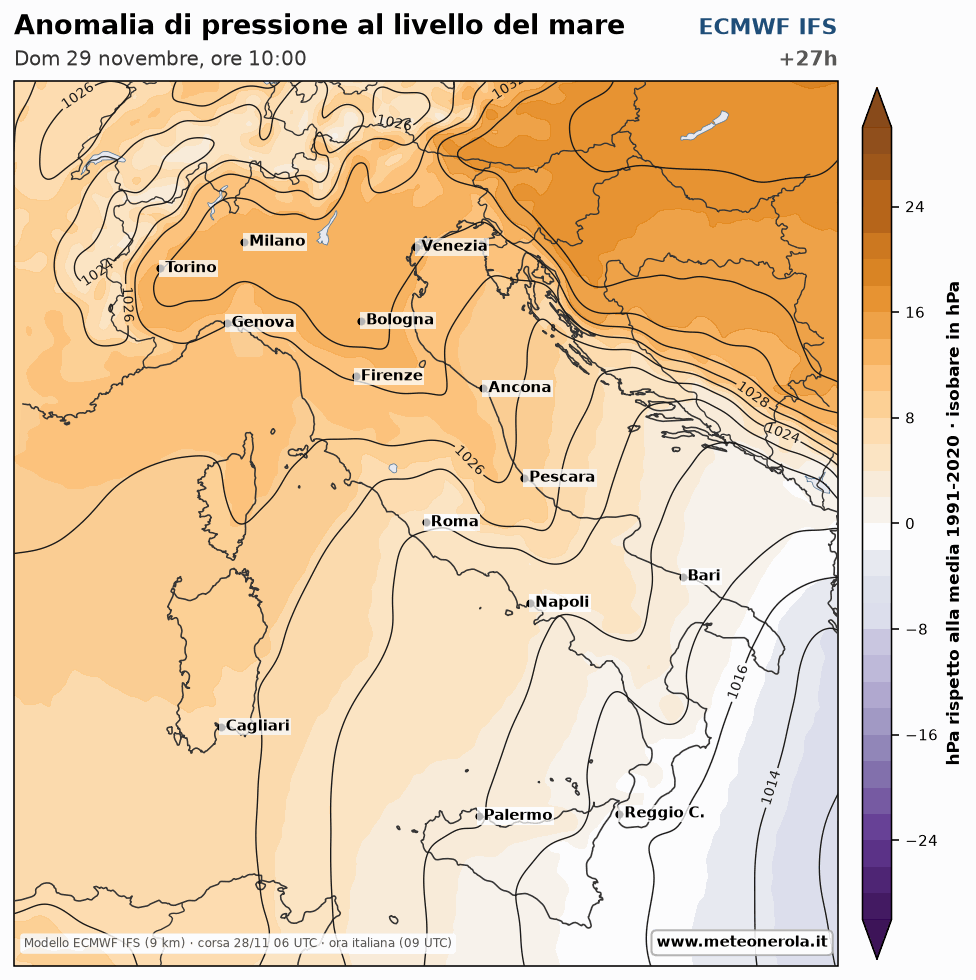 Anomalia di pressione al livello del mare
ECMWF IFS
Dom 29 novembre, ore 10:00
+27h
1026
1026
Milano
Venezia
Torino
1024
1026
Genova
Bologna
Firenze
Ancona
1028
1024
1026
Pescara
Roma
Bari
Napoli
1016
Cagliari
1014
Palermo
Reggio C.
24
16
8
0
−8
−16
−24
hPa rispetto alla media 1991-2020 · isobare in hPa
Modello ECMWF IFS (9 km) · corsa 28/11 06 UTC · ora italiana (09 UTC)
www.meteonerola.it